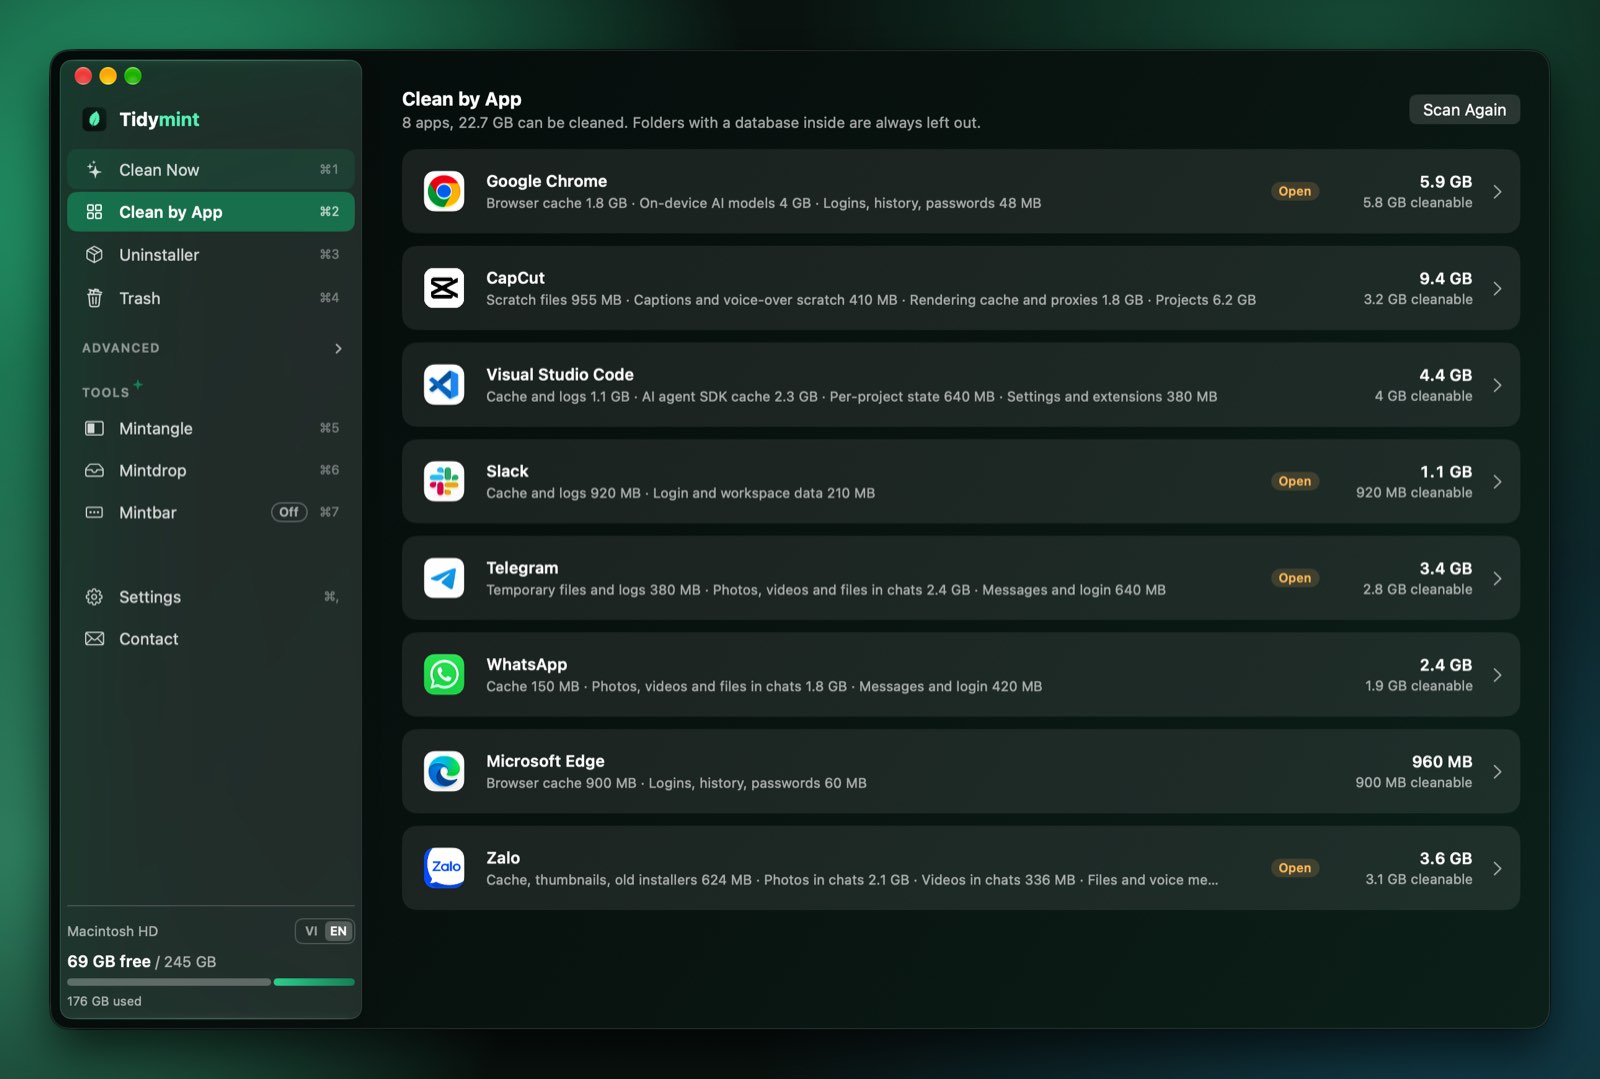 Tidymint
Clean Now ⌘1
Clean by App ⌘2
Uninstaller ⌘3
Trash ⌘4
ADVANCED
TOOLS
Mintangle ⌘5
Mintdrop ⌘6
Mintbar Off ⌘7
Settings ⌘,
Contact
Macintosh HD VI EN
69 GB free / 245 GB
176 GB used
Clean by App
8 apps, 22.7 GB can be cleaned. Folders with a database inside are always left out.
Scan Again
Google Chrome
Browser cache 1.8 GB · On-device AI models 4 GB · Logins, history, passwords 48 MB
Open
5.9 GB
5.8 GB cleanable
CapCut
Scratch files 955 MB · Captions and voice-over scratch 410 MB · Rendering cache and proxies 1.8 GB · Projects 6.2 GB
9.4 GB
3.2 GB cleanable
Visual Studio Code
Cache and logs 1.1 GB · AI agent SDK cache 2.3 GB · Per-project state 640 MB · Settings and extensions 380 MB
4.4 GB
4 GB cleanable
Slack
Cache and logs 920 MB · Login and workspace data 210 MB
Open
1.1 GB
920 MB cleanable
Telegram
Temporary files and logs 380 MB · Photos, videos and files in chats 2.4 GB · Messages and login 640 MB
Open
3.4 GB
2.8 GB cleanable
WhatsApp
Cache 150 MB · Photos, videos and files in chats 1.8 GB · Messages and login 420 MB
2.4 GB
1.9 GB cleanable
Microsoft Edge
Browser cache 900 MB · Logins, history, passwords 60 MB
960 MB
900 MB cleanable
Zalo
Zalo
Cache, thumbnails, old installers 624 MB · Photos in chats 2.1 GB · Videos in chats 336 MB · Files and voice me...
Open
3.6 GB
3.1 GB cleanable